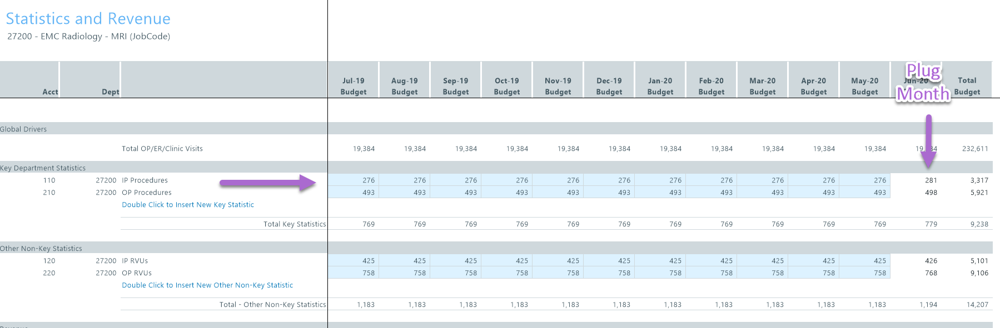 Statistics and Revenue
27200 - EMC Radiology - MRI (JobCode)
Jul-19 Aug-19 Sep-19 Oct-19 Nov-19 Dec-19 Jan-20 Feb-20 Mar-20 Apr-20 May-20 Jun-20 Total
Acct Dept Budget Budget Budget Budget Budget Budget Budget Budget Budget Budget Budget Budget
Plug
Month
Global Drivers
Total OP/ER/Clinic Visits 19,384 19,384 19,384 19,384 19,384 19,384 19,384 19,384 19,384 19,384 19,384 19,384 232,611
Key Department Statistics
110 27200 IP Procedures 276 276 276 276 276 276 276 276 276 276 276 281 3,317
210 27200 OP Procedures 493 493 493 493 493 493 493 493 493 493 493 498 5,921
Double Click to Insert New Key Statistic
Total Key Statistics 769 769 769 769 769 769 769 769 769 769 769 779 9,238
Other Non-Key Statistics
120 27200 IP RVUs 425 425 425 425 425 425 425 425 425 425 425 426 5,101
220 27200 OP RVUs 758 758 758 758 758 758 758 758 758 758 758 768 9,106
Double Click to Insert New Other Non-Key Statistic
Total - Other Non-Key Statistics 1,183 1,183 1,183 1,183 1,183 1,183 1,183 1,183 1,183 1,183 1,183 1,194 14,207